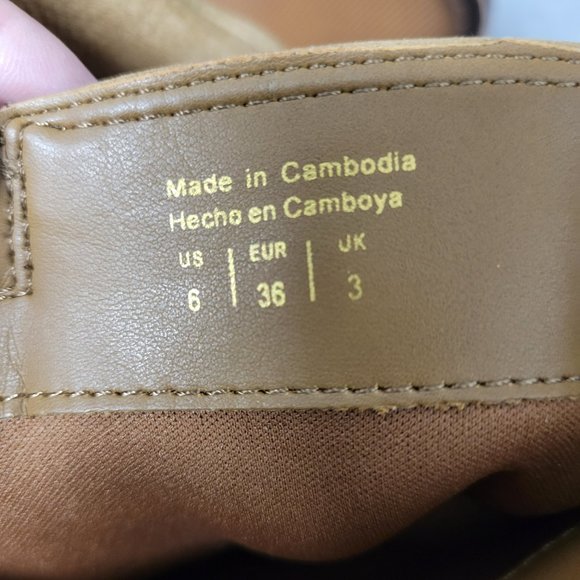 Made in Cambodia
Hecho en Camboya
US | EUR | UK
6 | 36 | 3